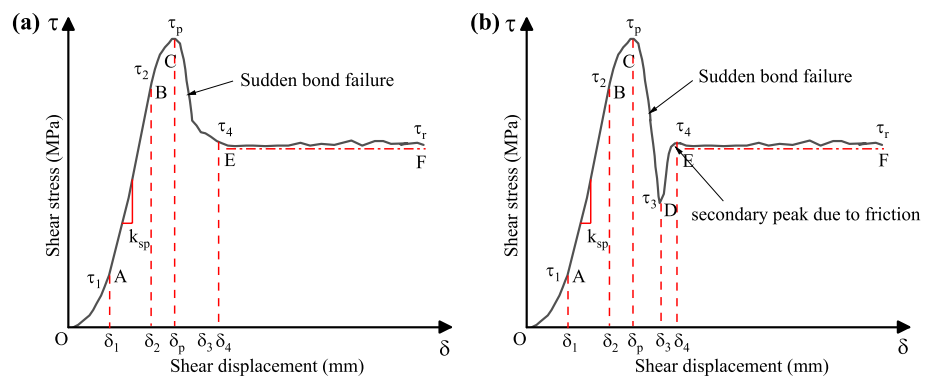 (a)
τ
τp
τ2
C
B
Sudden bond failure
τ4
τr
E
F
Shear stress (MPa)
ksp
τ1
A
O
δ1
δ2
δp
δ3
δ4
δ
Shear displacement (mm)
(b)
τ
τp
τ2
C
B
Sudden bond failure
τ4
τr
E
F
τ3
D
secondary peak due to friction
Shear stress (MPa)
ksp
τ1
A
O
δ1
δ2
δp
δ3
δ4
δ
Shear displacement (mm)